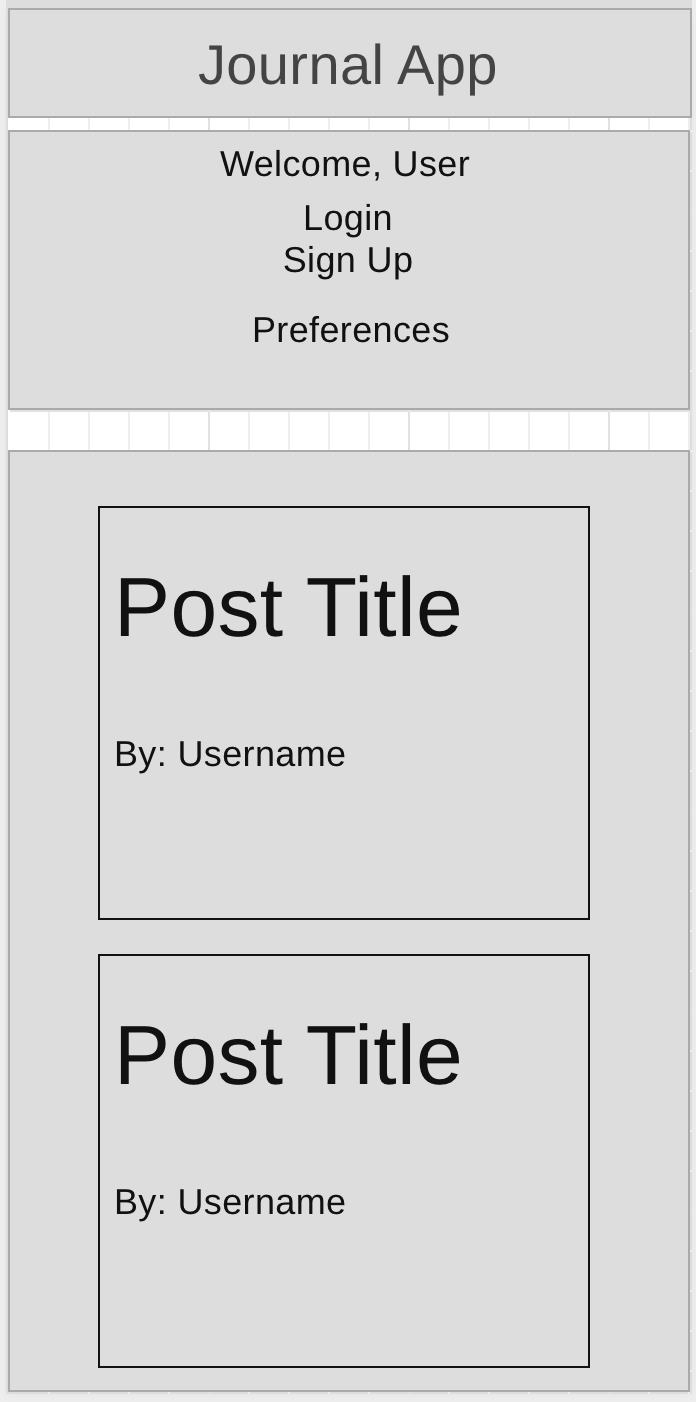 Journal App
Welcome, User
Login
Sign Up
Preferences
Post Title
By: Username
Post Title
By: Username